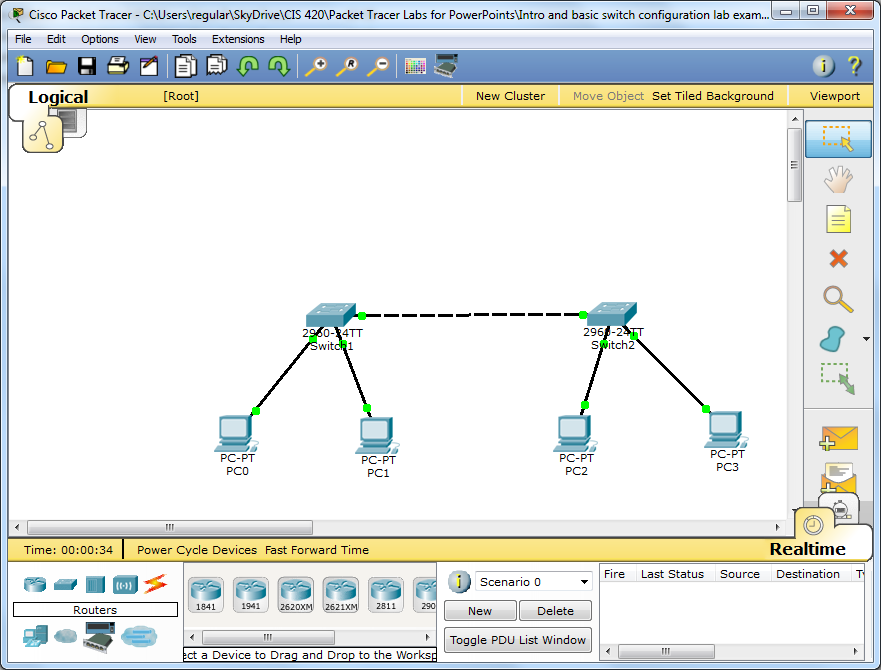 Cisco Packet Tracer - C:\Users\regular\SkyDrive\CIS 420\Packet Tracer Labs for PowerPoints\Intro and basic switch configuration lab exam...
File Edit Options View Tools Extensions Help
Logical [Root] New Cluster Move Object Set Tiled Background Viewport
2960-24TT
Switch1
2960-24TT
Switch2
PC-PT
PC0
PC-PT
PC1
PC-PT
PC2
PC-PT
PC3
Time: 00:00:34 Power Cycle Devices Fast Forward Time
Realtime
Routers
1841 1941 2620XM 2621XM 2811 290
ect a Device to Drag and Drop to the Worksp
Scenario 0
New Delete
Toggle PDU List Window
Fire Last Status Source Destination